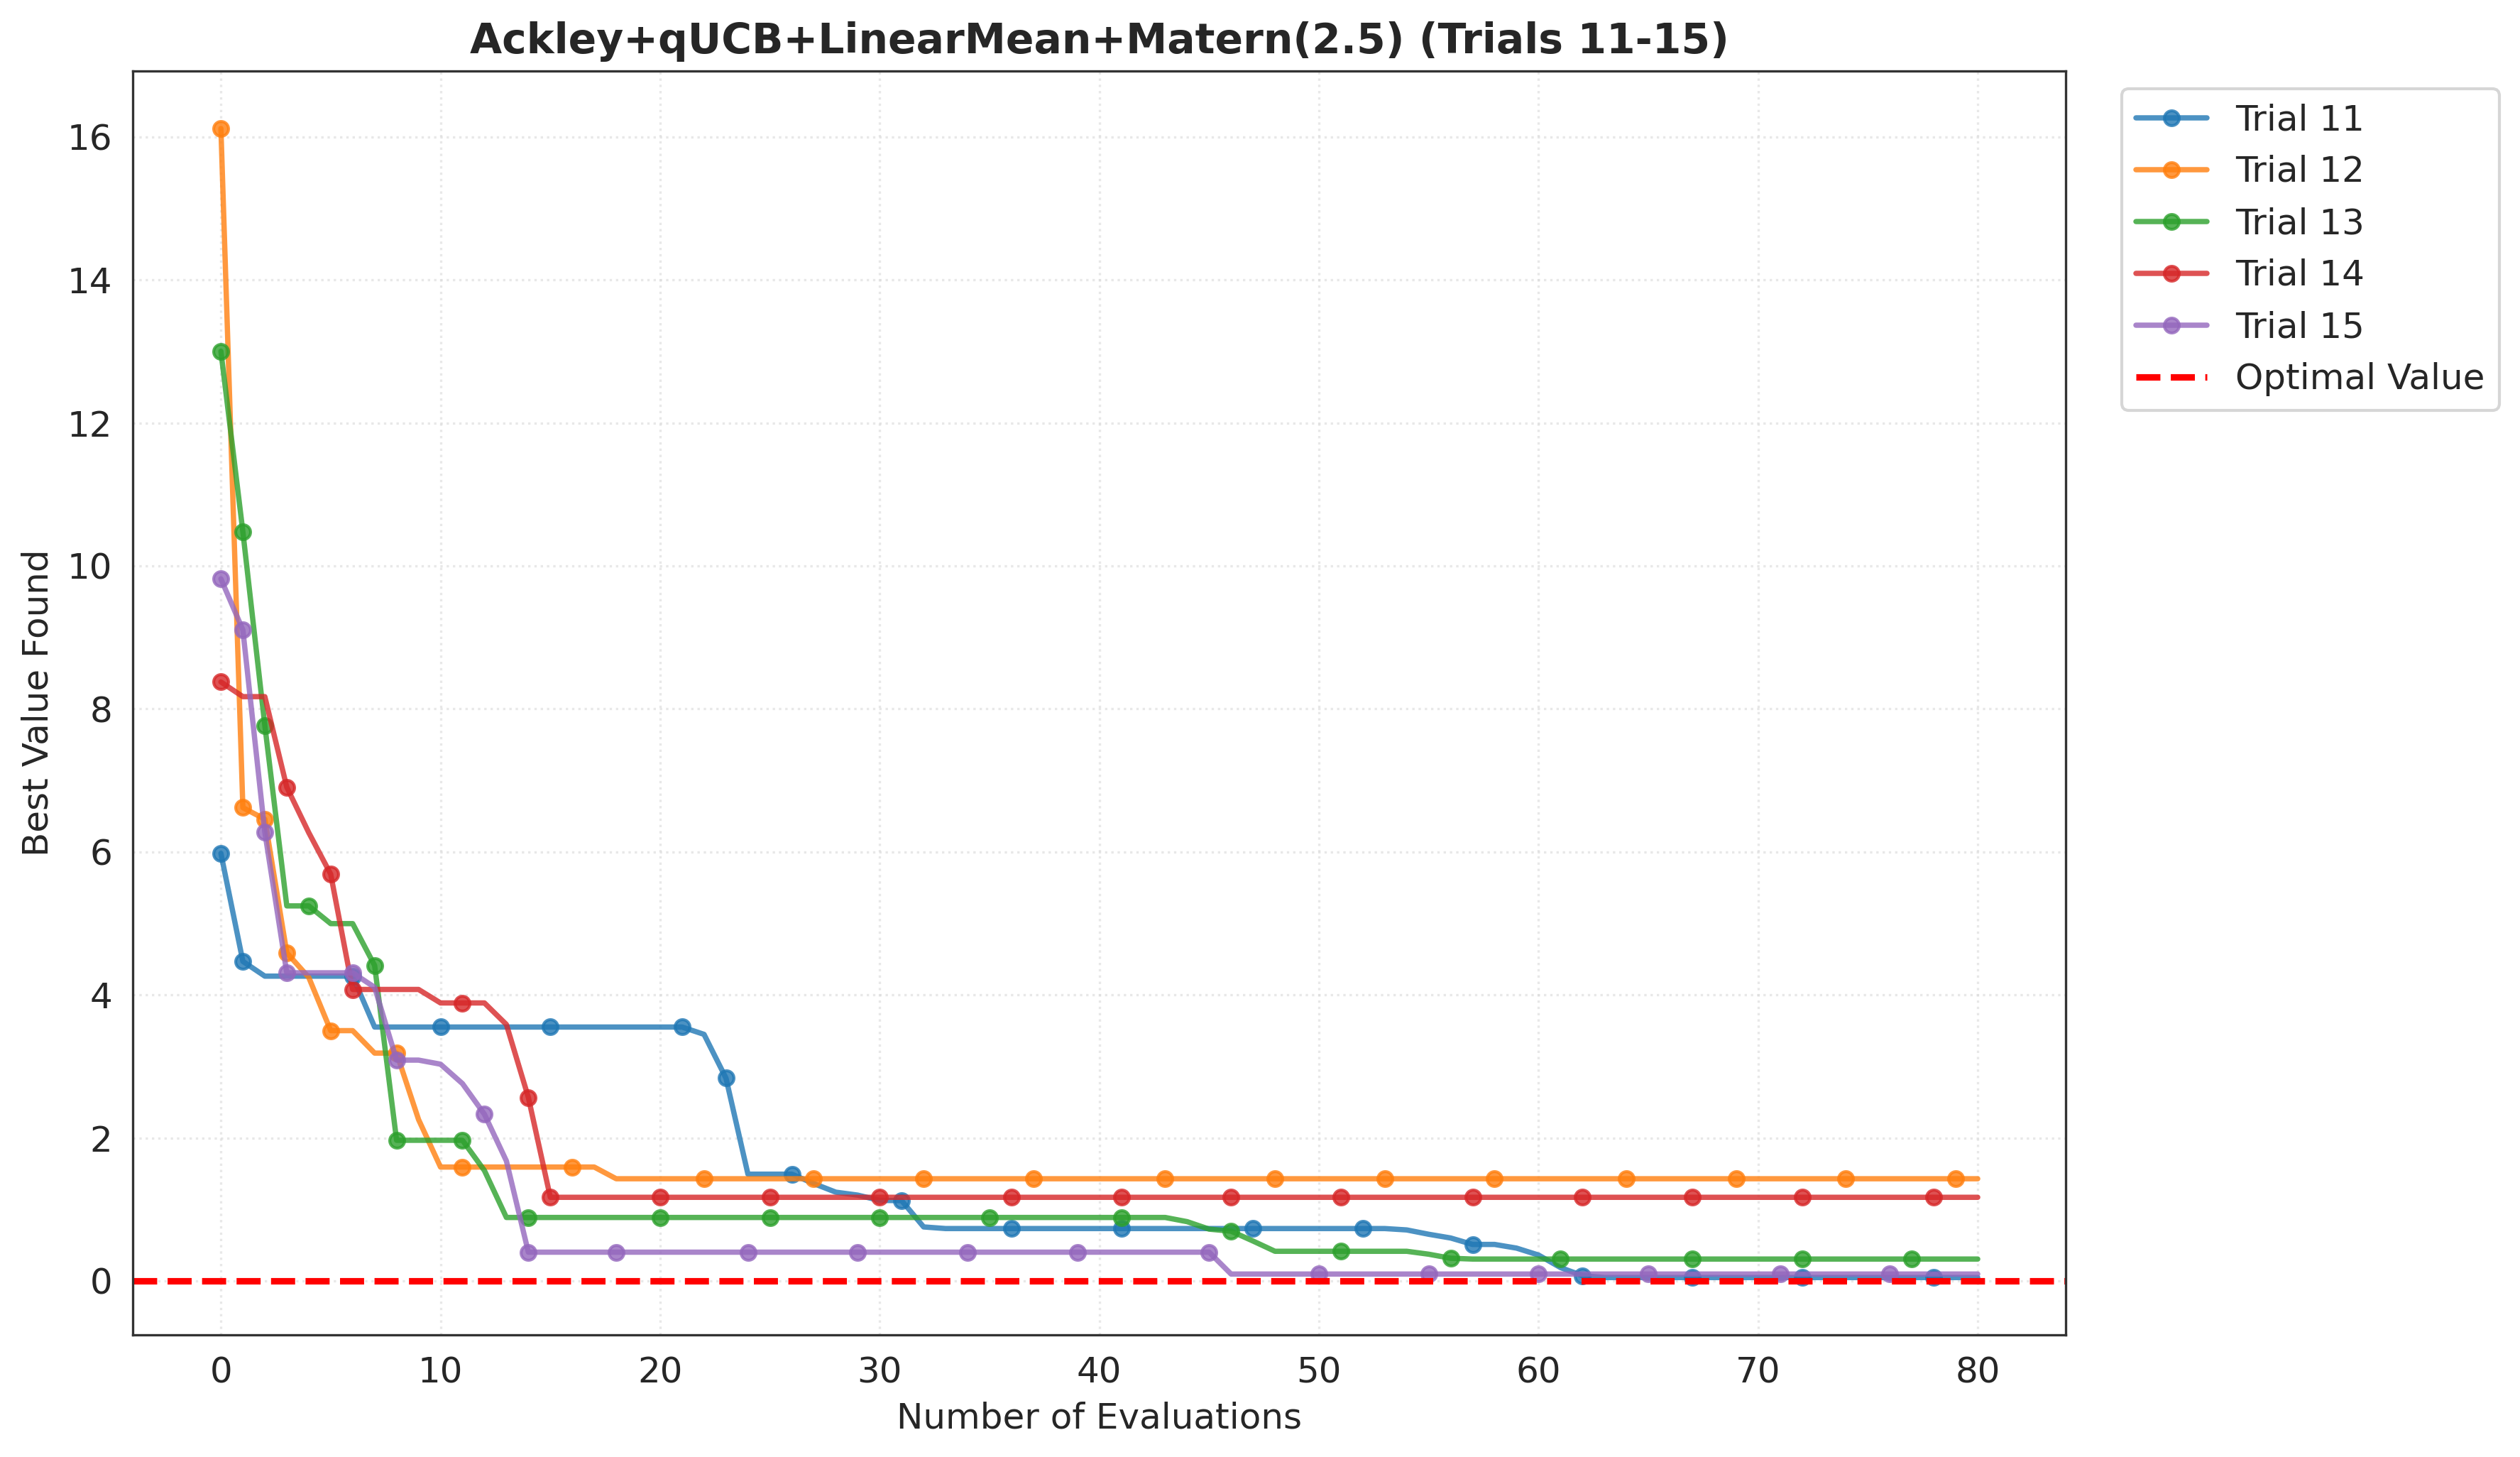 Ackley+qUCB+LinearMean+Matern(2.5) (Trials 11-15)
Best Value Found
16
14
12
10
8
6
4
2
0
0 10 20 30 40 50 60 70 80
Number of Evaluations
Trial 11
Trial 12
Trial 13
Trial 14
Trial 15
Optimal Value